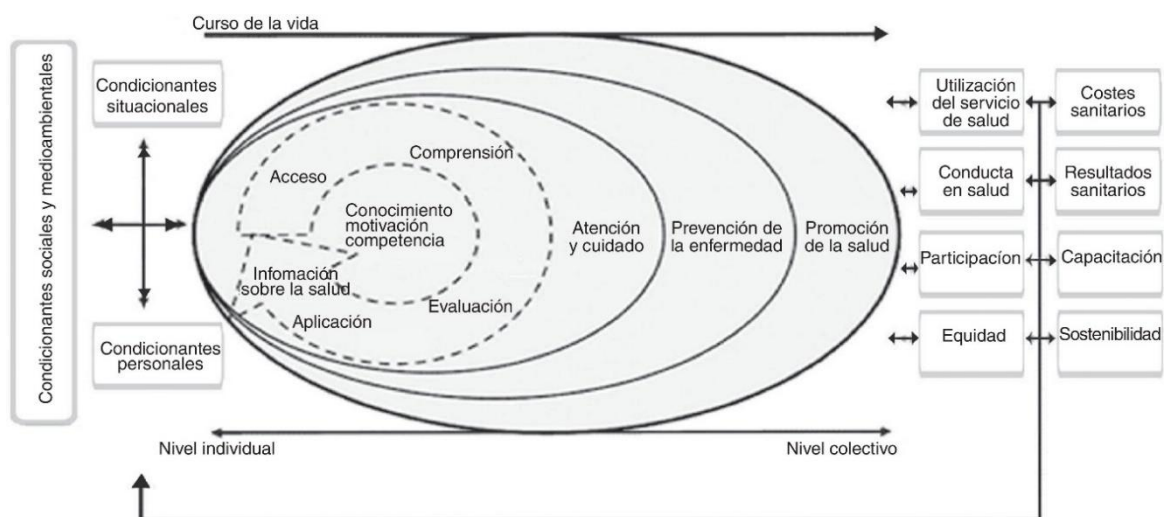 Curso de la vida
Condicionantes sociales y medioambientales
Condicionantes
situacionales
Condicionantes
personales
Acceso
Comprensión
Conocimiento
motivación
competencia
Infomación
sobre la salud
Aplicación
Evaluación
Atención
y cuidado
Prevención de
la enfermedad
Promoción
de la salud
Utilización
del servicio
de salud
Costes
sanitarios
Conducta
en salud
Resultados
sanitarios
Participacíon
Capacitación
Equidad
Sostenibilidad
Nivel individual
Nivel colectivo